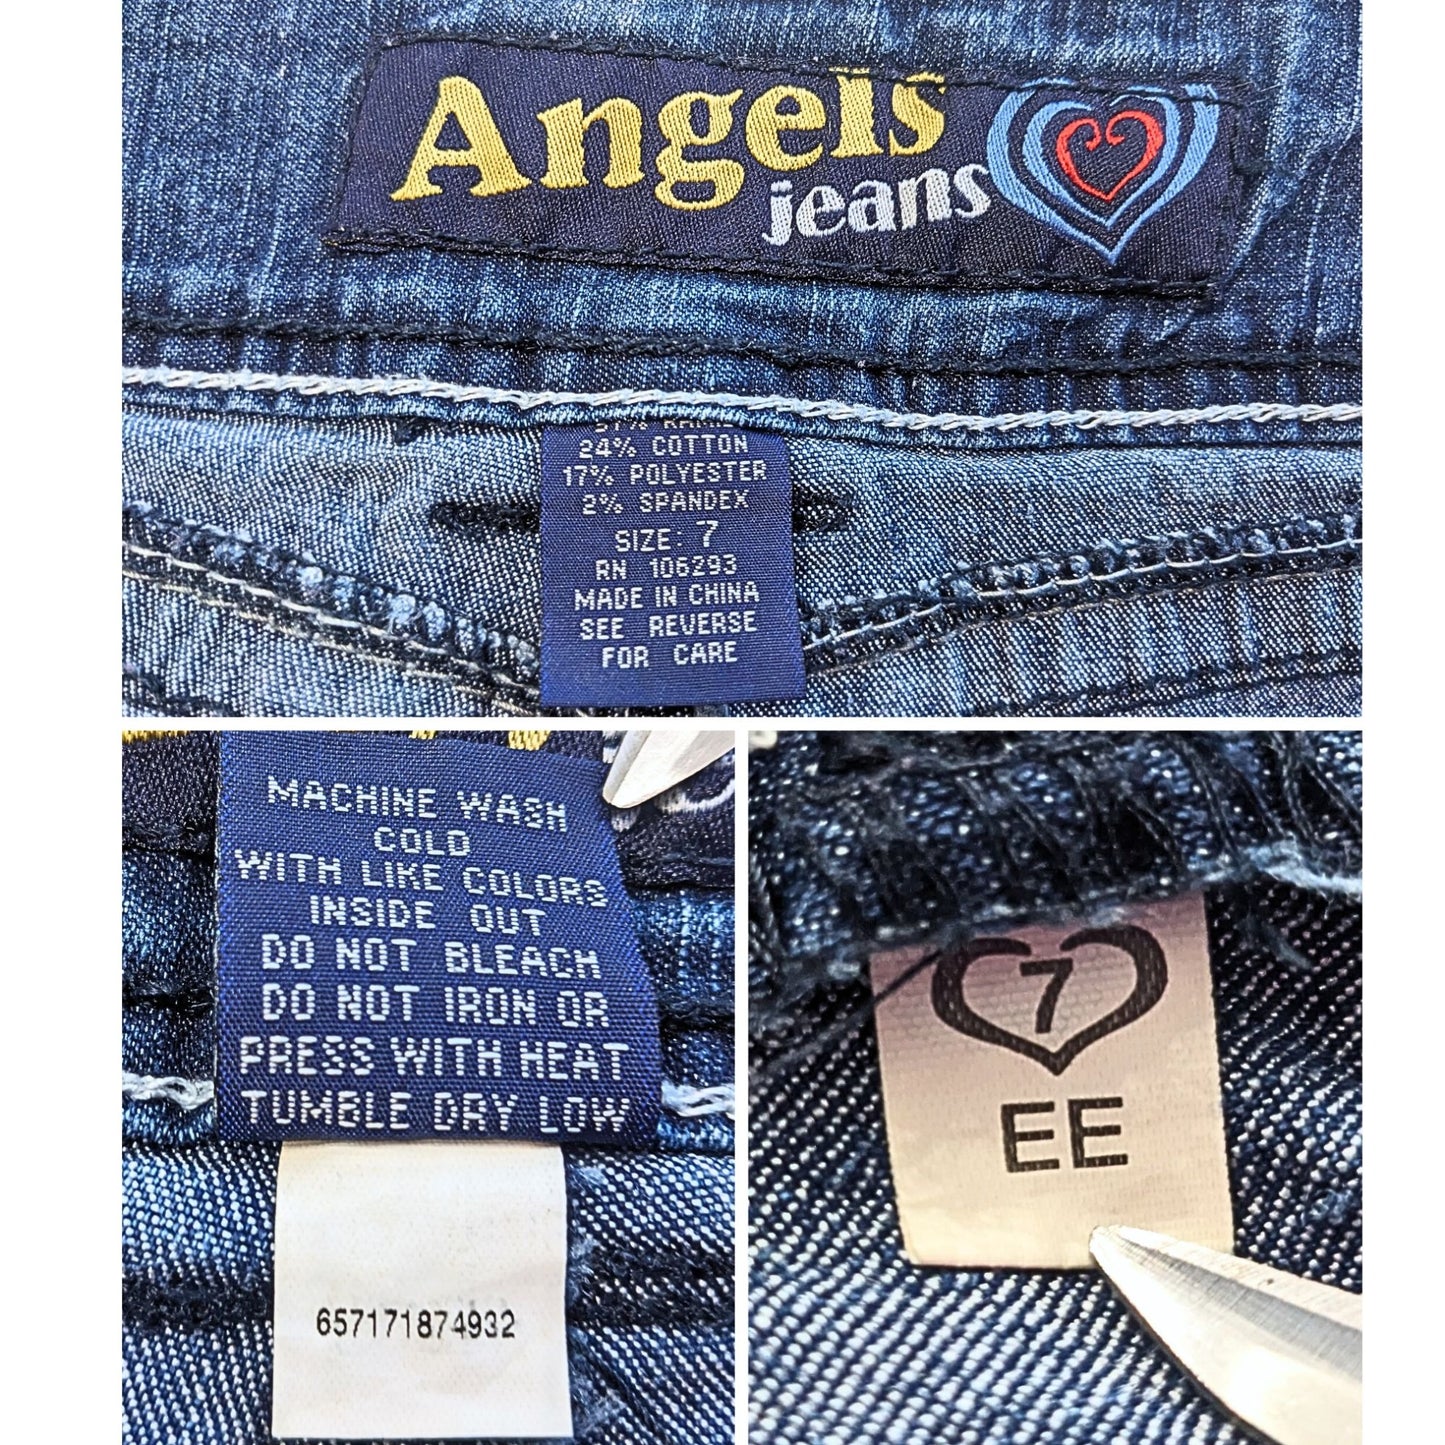 Angels
jeans
24% COTTON
17% POLYESTER
2% SPANDEX
SIZE: 7
RN 106293
MADE IN CHINA
SEE REVERSE
FOR CARE
MACHINE WASH
COLD
WITH LIKE COLORS
INSIDE OUT
DO NOT BLEACH
DO NOT IRON OR
PRESS WITH HEAT
TUMBLE DRY LOW
657171874932
7
EE